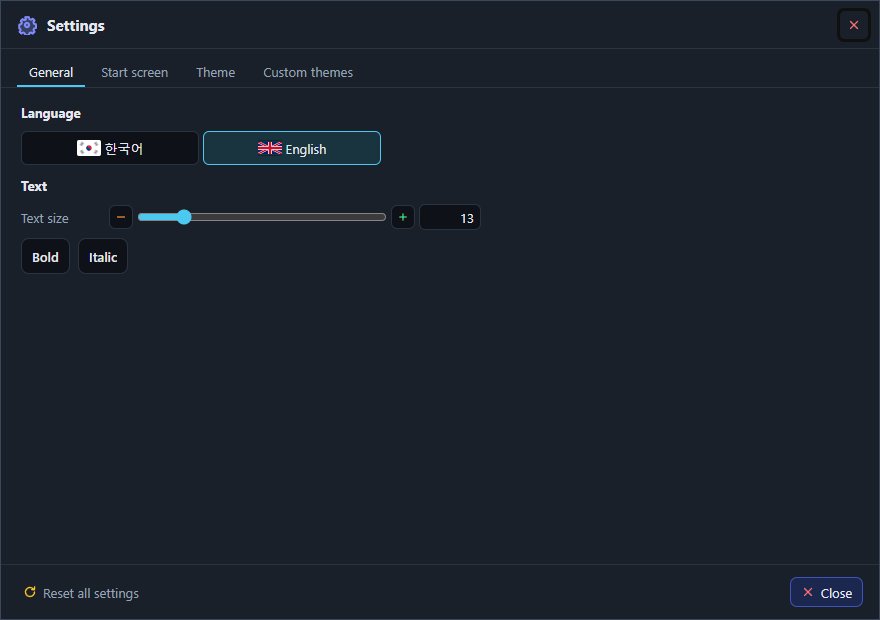 Settings
General Start screen Theme Custom themes
Language
한국어 English
Text
Text size − + 13
Bold Italic
Reset all settings
Close